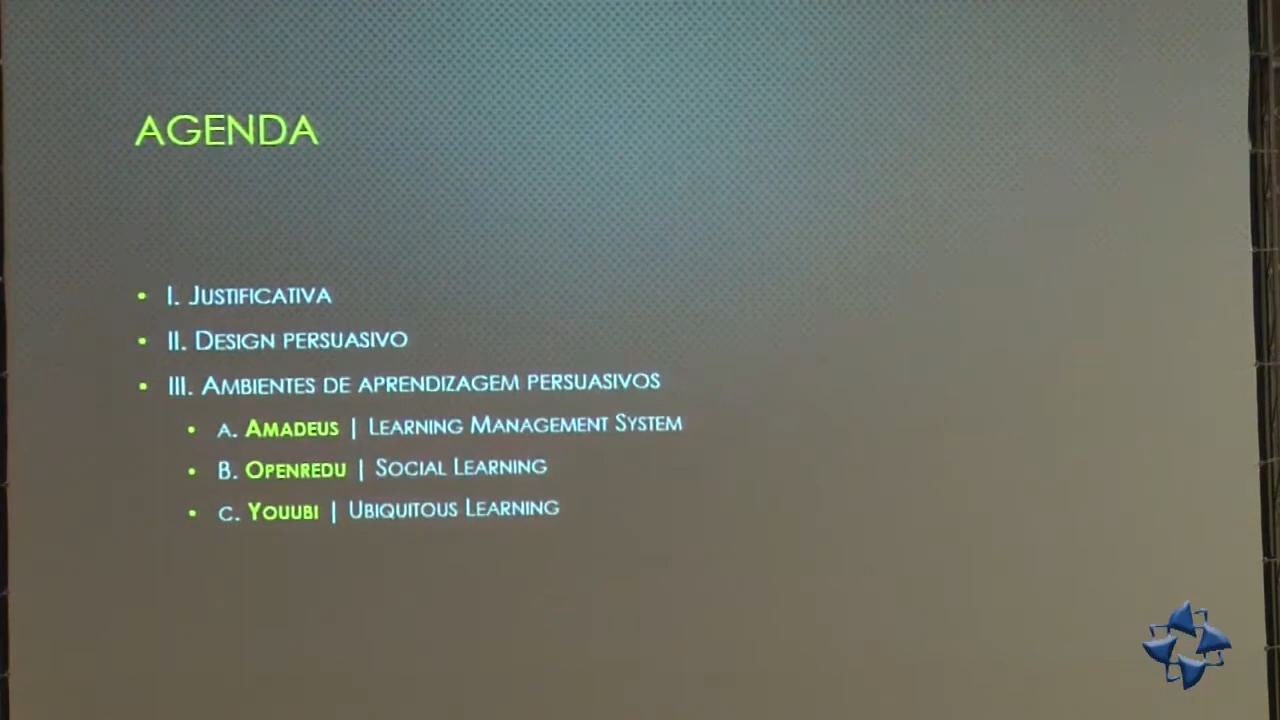 AGENDA
• I. JUSTIFICATIVA
• II. DESIGN PERSUASIVO
• III. AMBIENTES DE APRENDIZAGEM PERSUASIVOS
• A. AMADEUS | LEARNING MANAGEMENT SYSTEM
• B. OPENREDU | SOCIAL LEARNING
• C. YOUUBI | UBIQUITOUS LEARNING